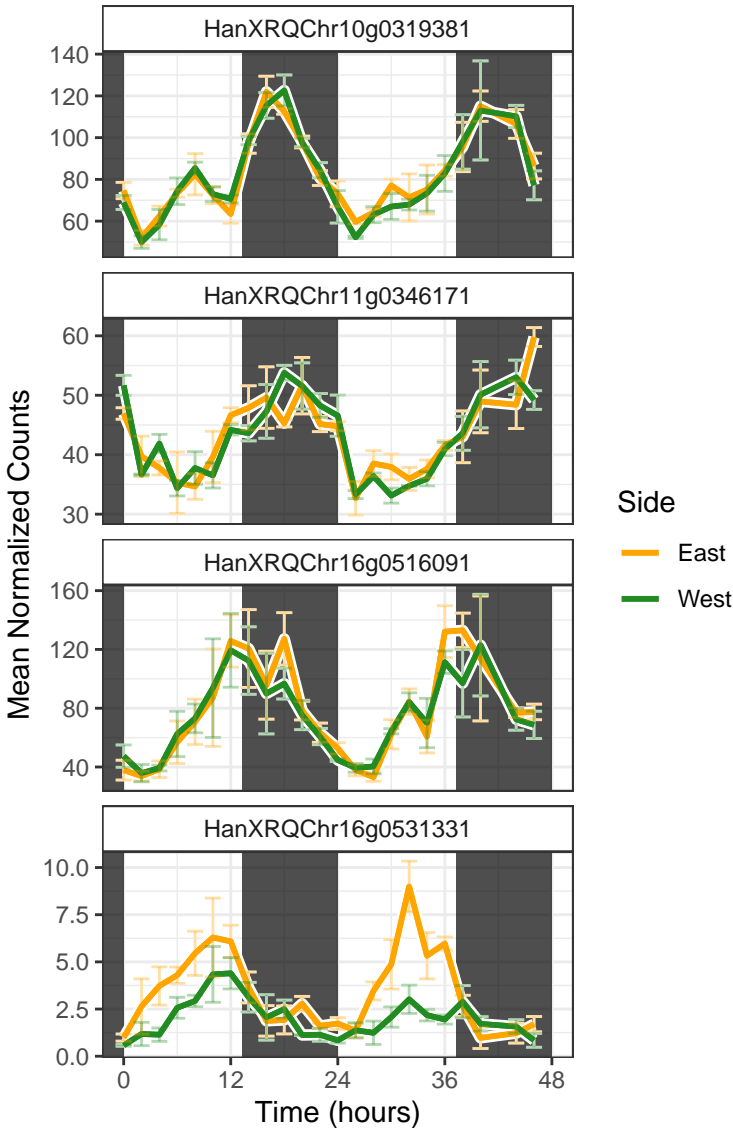 HanXRQChr10g0319381
140
120
100
80
60
HanXRQChr11g0346171
60
50
40
30
HanXRQChr16g0516091
160
120
80
40
HanXRQChr16g0531331
10.0
7.5
5.0
2.5
0.0
0 12 24 36 48
Time (hours)
Mean Normalized Counts
Side
East
West